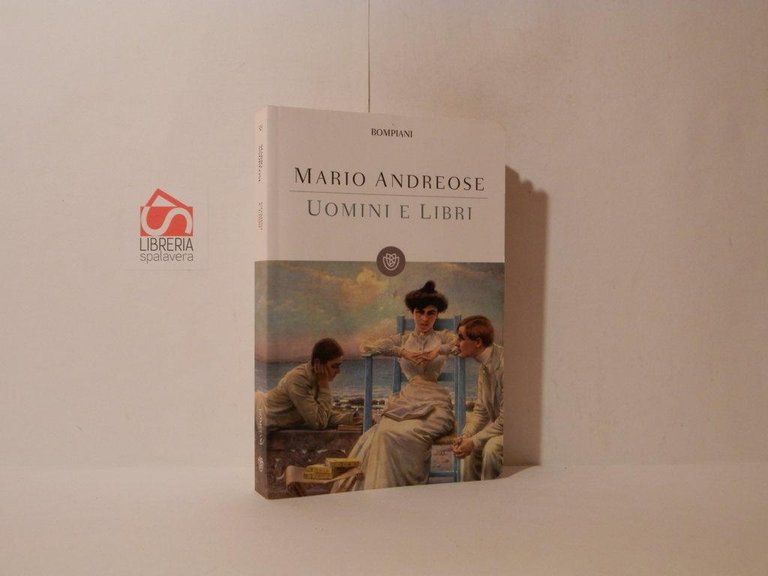 BOMPIANI
MARIO ANDREOSE
UOMINI E LIBRI
LIBRERIA
spalavera